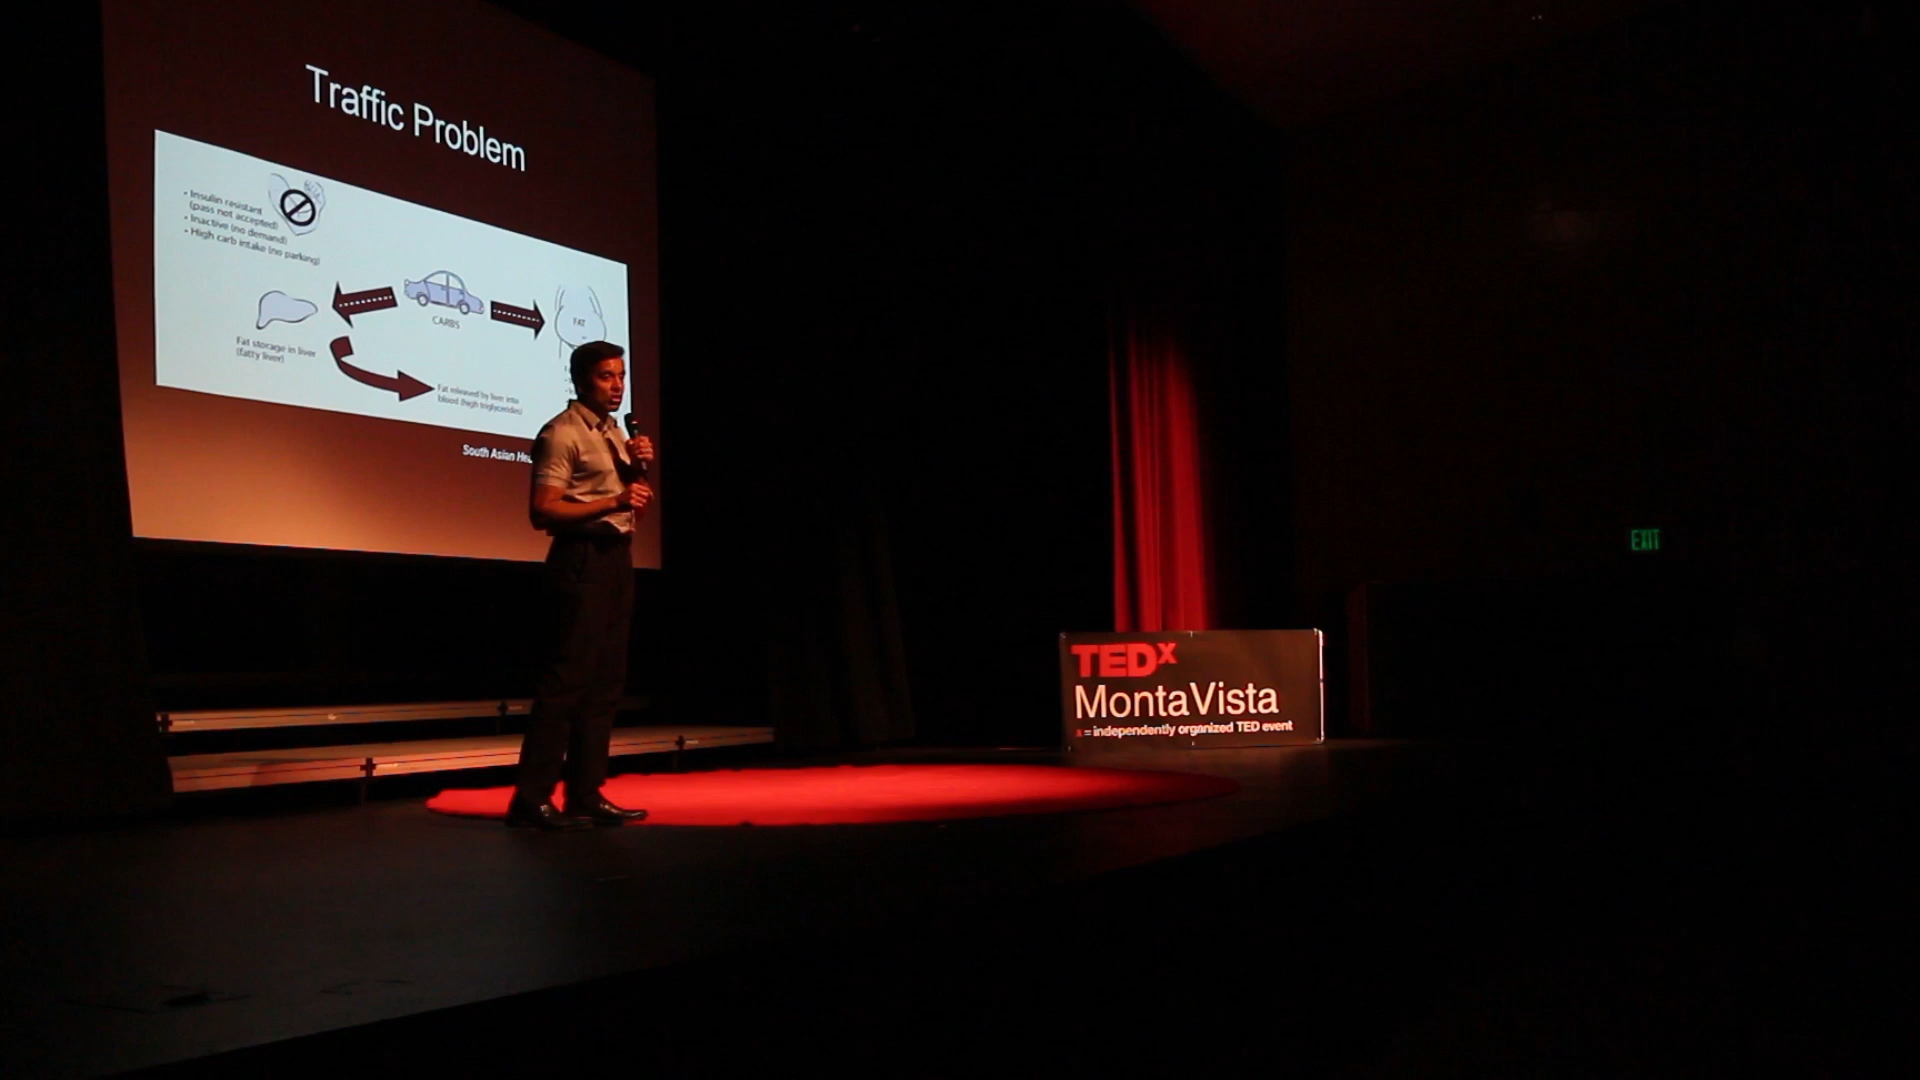 Traffic Problem
- Insulin resistant
(pass not accepted)
- Inactive (no demand)
- High carb intake (no parking)
CARBS
FAT
Fat storage in liver
(fatty liver)
Fat released by liver into
blood (high triglycerides)
South Asian
EXIT
TEDx
MontaVista
x = independently organized TED event